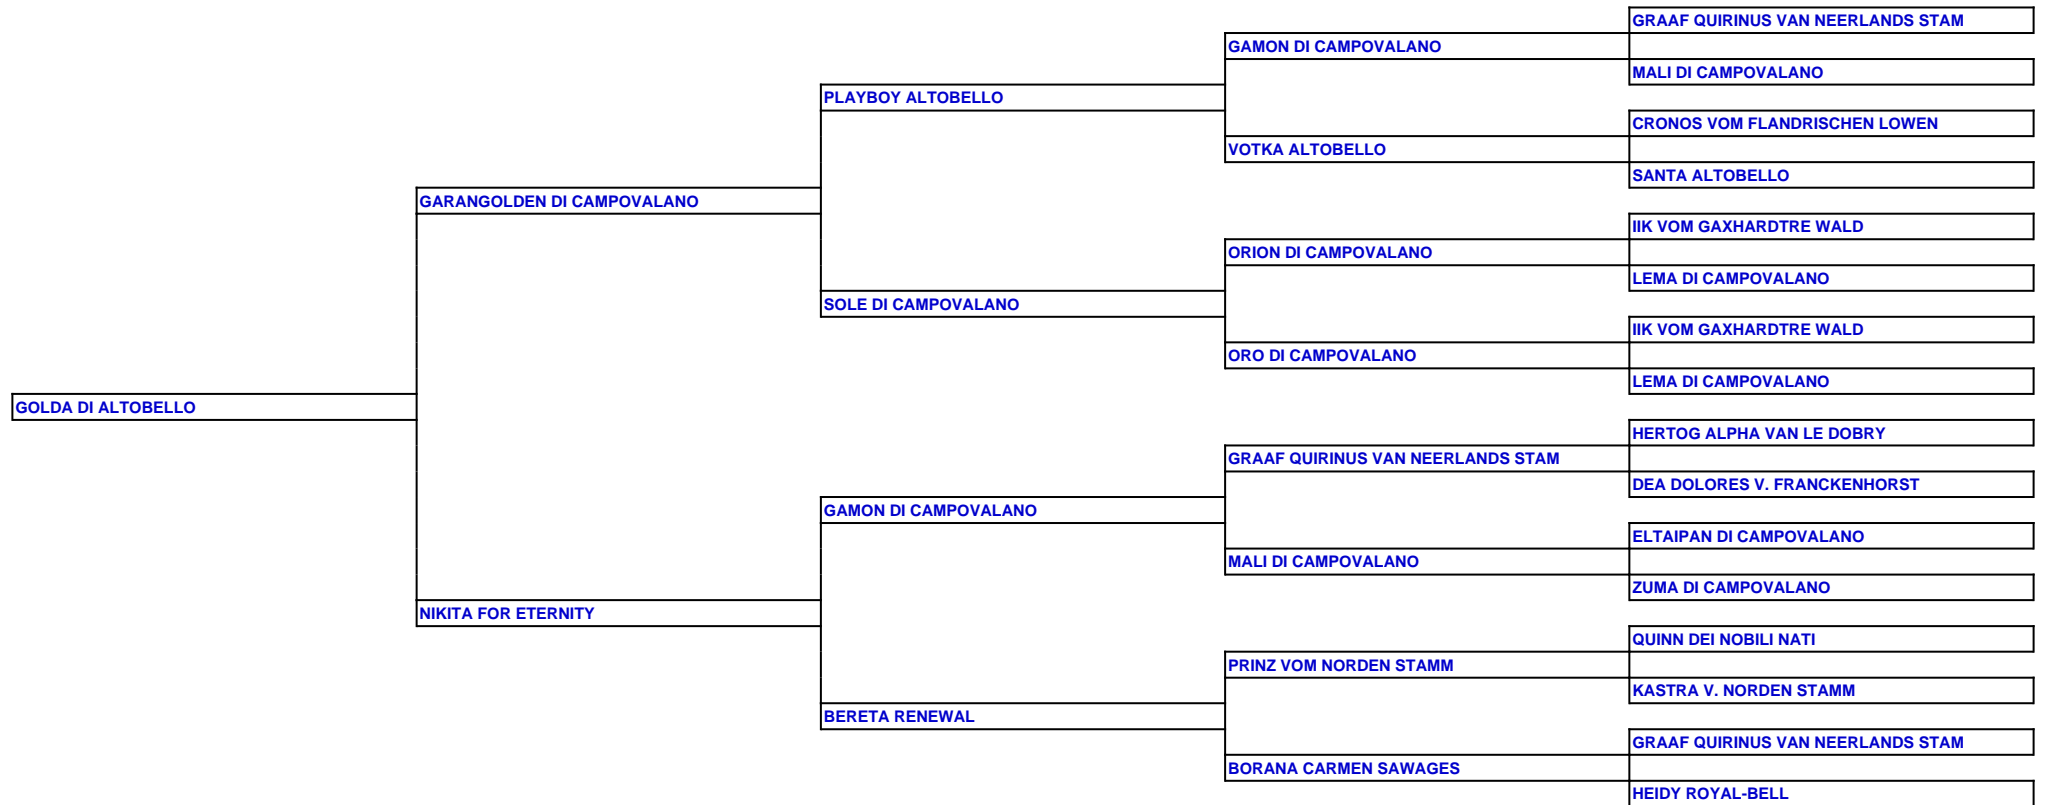 GRAAF QUIRINUS VAN NEERLANDS STAM
GAMON DI CAMPOVALANO
MALI DI CAMPOVALANO
PLAYBOY ALTOBELLO
CRONOS VOM FLANDRISCHEN LOWEN
VOTKA ALTOBELLO
SANTA ALTOBELLO
GARANGOLDEN DI CAMPOVALANO
IIK VOM GAXHARDTRE WALD
ORION DI CAMPOVALANO
LEMA DI CAMPOVALANO
SOLE DI CAMPOVALANO
IIK VOM GAXHARDTRE WALD
ORO DI CAMPOVALANO
LEMA DI CAMPOVALANO
GOLDA DI ALTOBELLO
HERTOG ALPHA VAN LE DOBRY
GRAAF QUIRINUS VAN NEERLANDS STAM
DEA DOLORES V. FRANCKENHORST
GAMON DI CAMPOVALANO
ELTAIPAN DI CAMPOVALANO
MALI DI CAMPOVALANO
ZUMA DI CAMPOVALANO
NIKITA FOR ETERNITY
QUINN DEI NOBILI NATI
PRINZ VOM NORDEN STAMM
KASTRA V. NORDEN STAMM
BERETA RENEWAL
GRAAF QUIRINUS VAN NEERLANDS STAM
BORANA CARMEN SAWAGES
HEIDY ROYAL-BELL